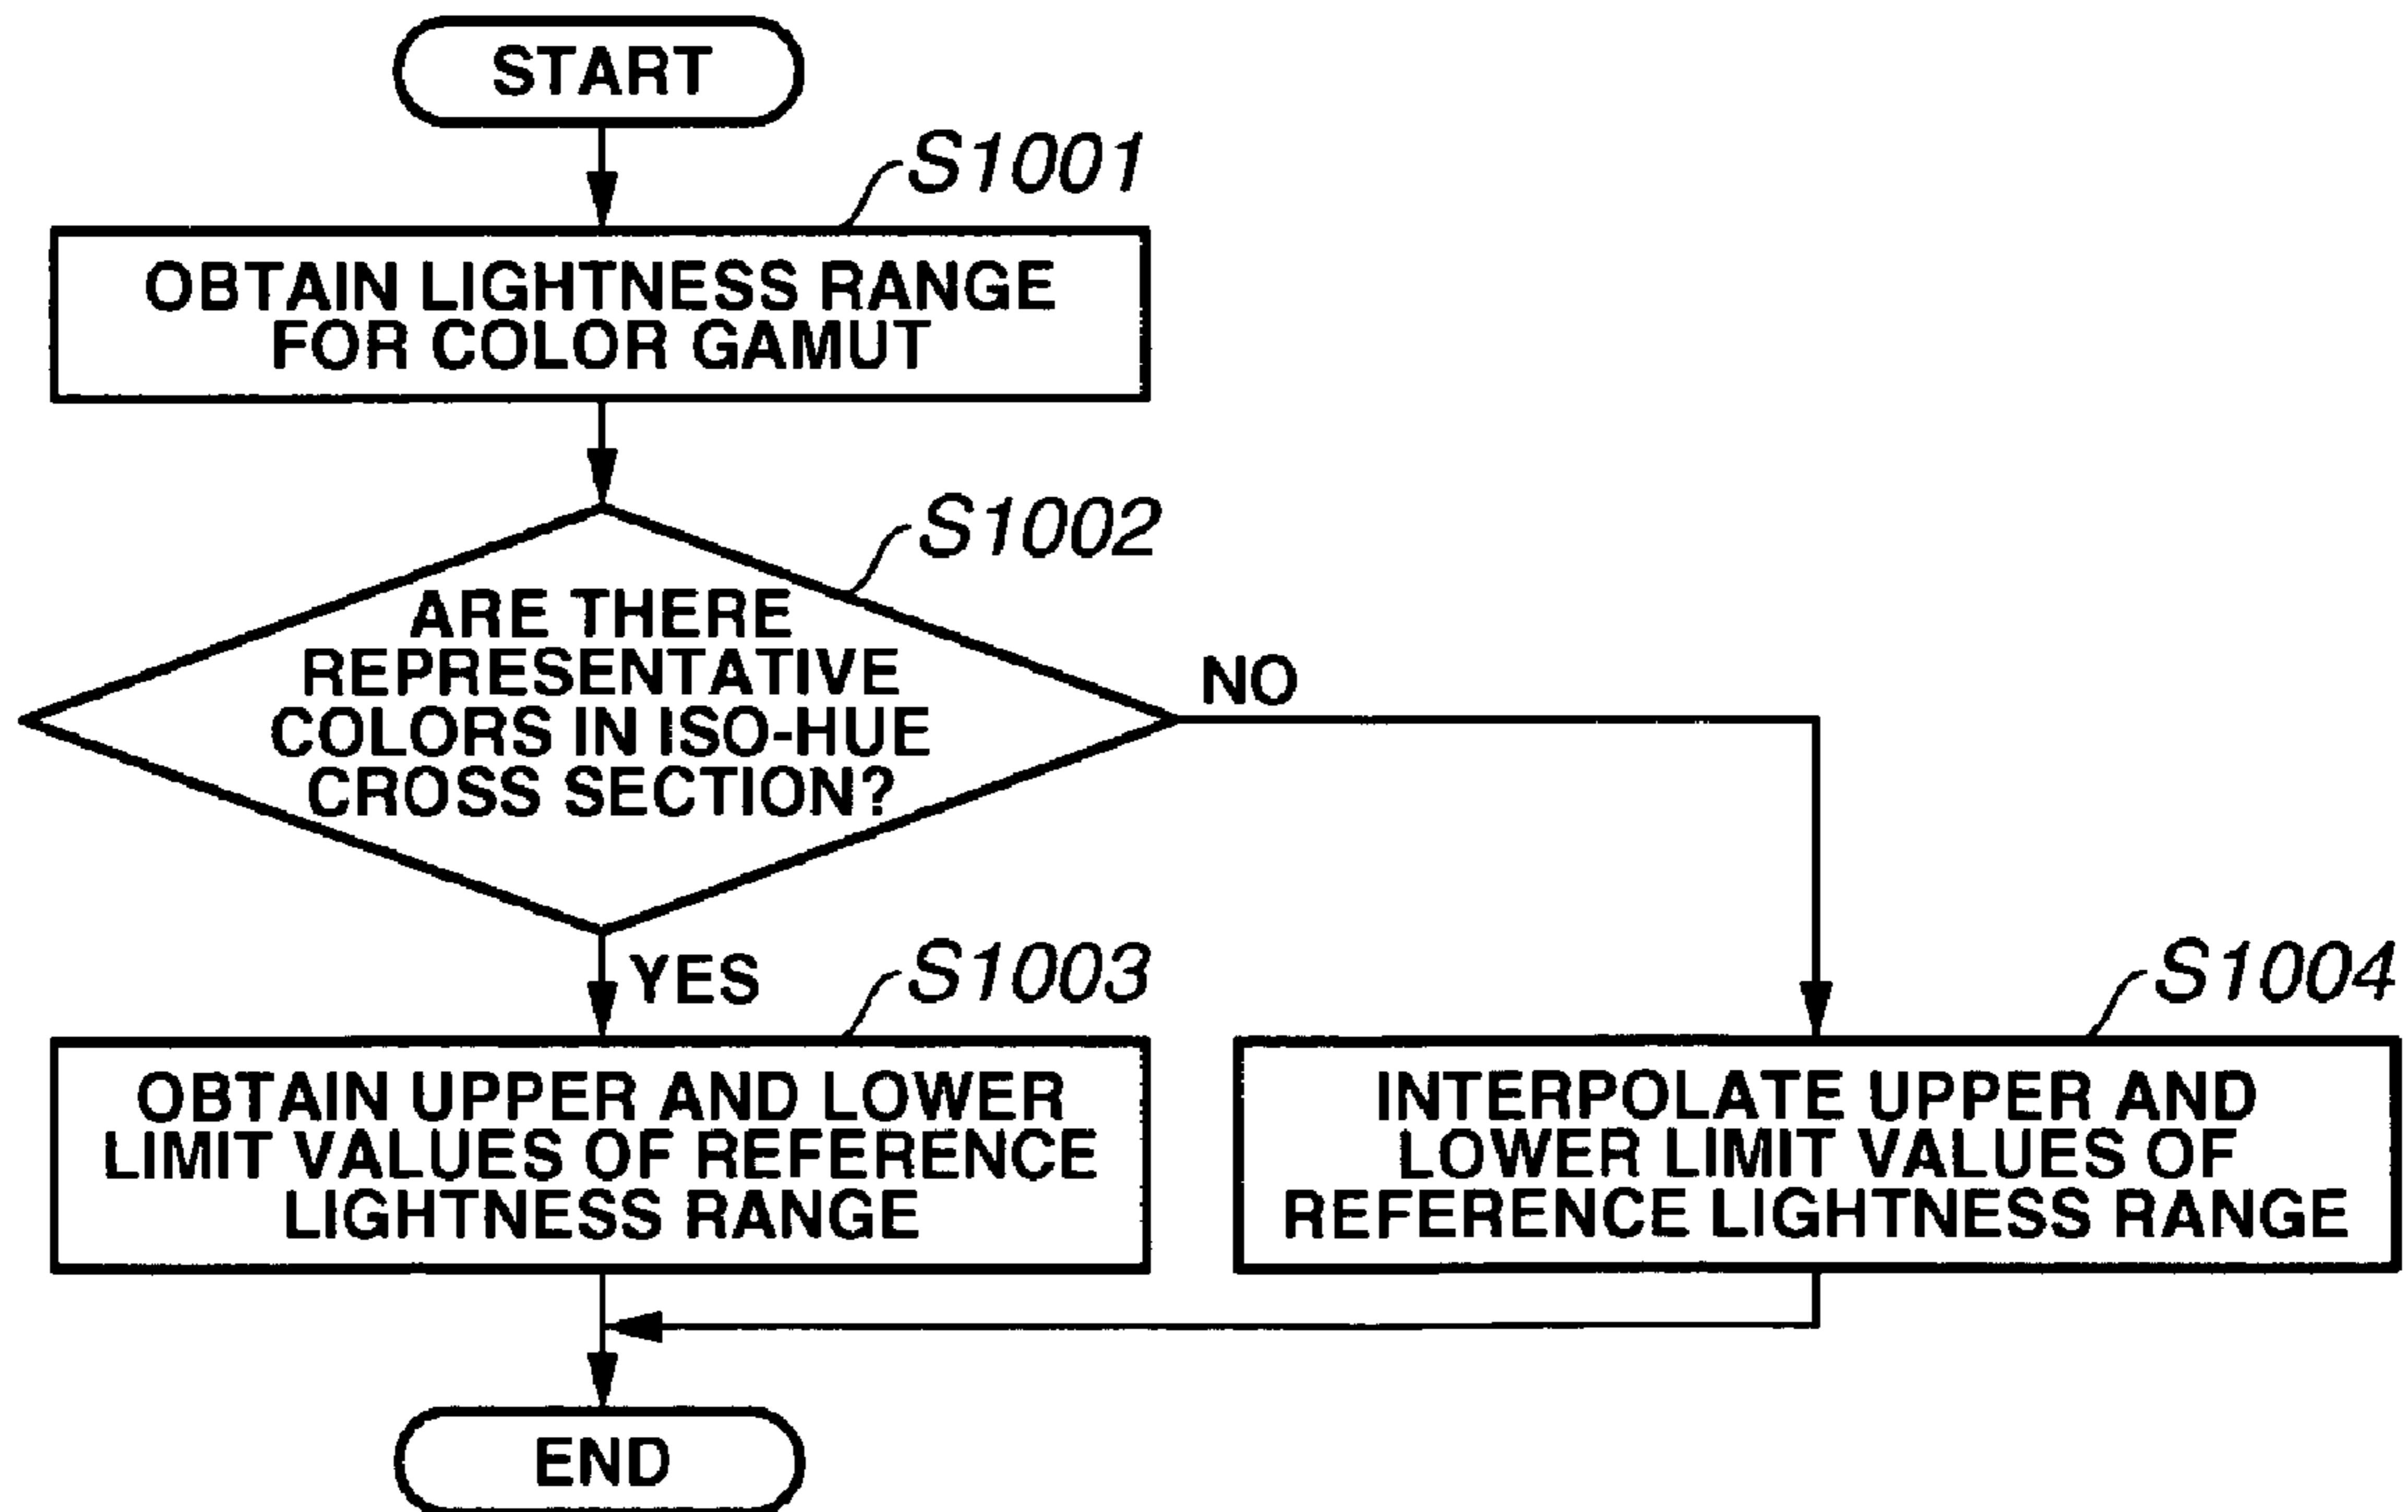 START
S1001
OBTAIN LIGHTNESS RANGE
FOR COLOR GAMUT
S1002
ARE THERE
REPRESENTATIVE
COLORS IN ISO-HUE
CROSS SECTION?
NO
YES
S1003
OBTAIN UPPER AND LOWER
LIMIT VALUES OF REFERENCE
LIGHTNESS RANGE
S1004
INTERPOLATE UPPER AND
LOWER LIMIT VALUES OF
REFERENCE LIGHTNESS RANGE
END